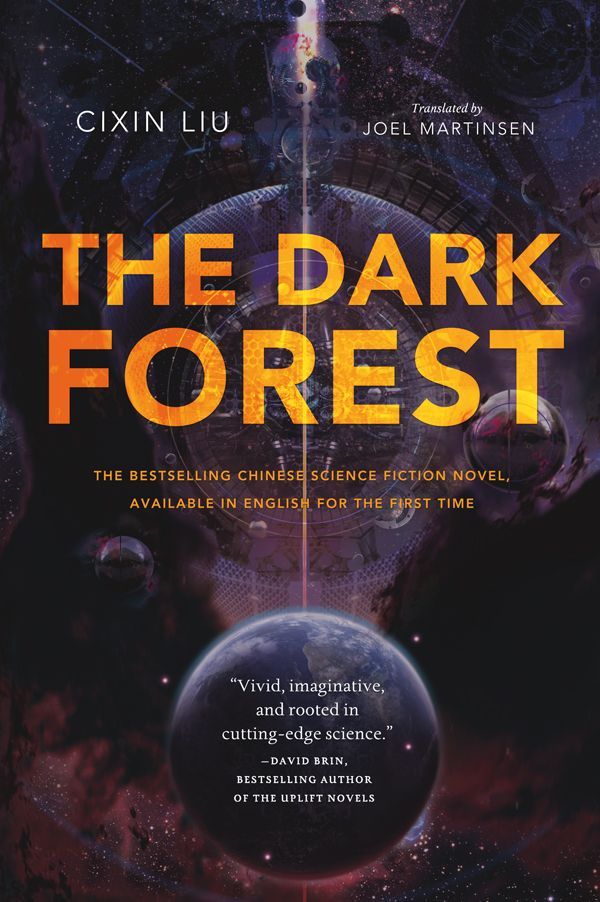 CIXIN LIU
Translated by
JOEL MARTINSEN
THE DARK
FOREST
THE BESTSELLING CHINESE SCIENCE FICTION NOVEL,
AVAILABLE IN ENGLISH FOR THE FIRST TIME
“Vivid, imaginative,
and rooted in
cutting-edge science.”
—DAVID BRIN,
BESTSELLING AUTHOR
OF THE UPLIFT NOVELS